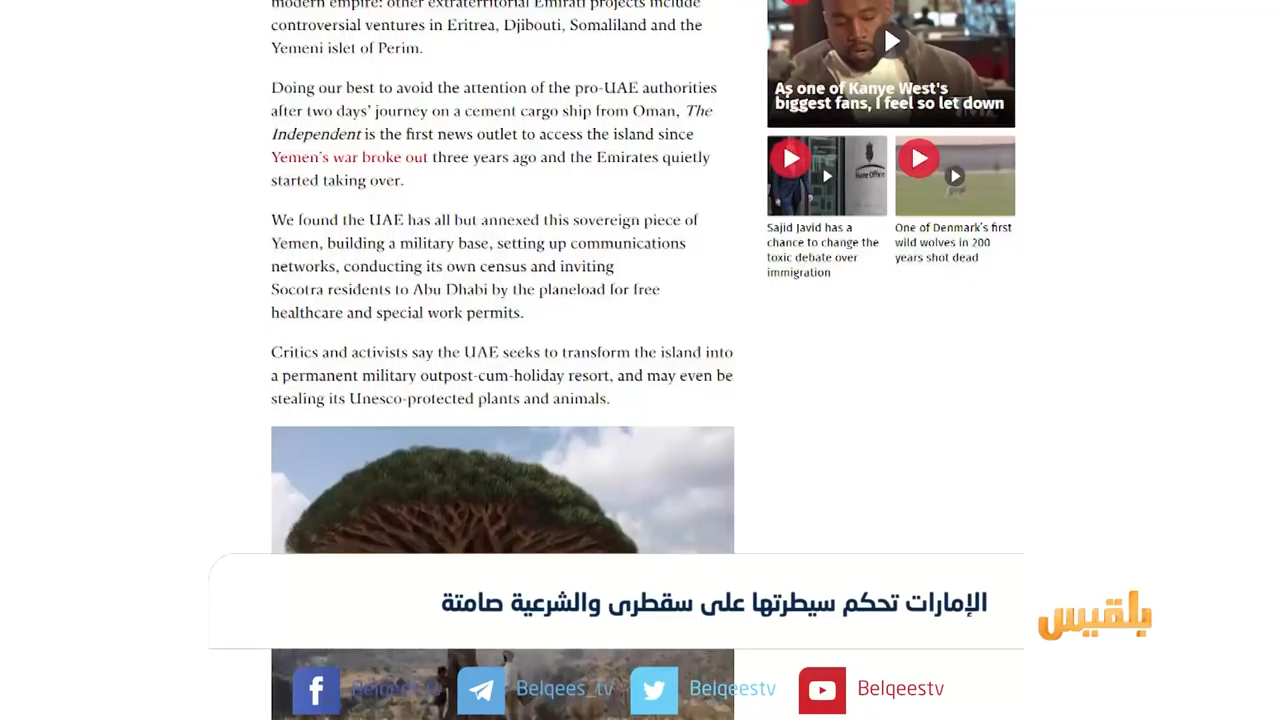 modern empire: other extraterritorial Emirati projects include
controversial ventures in Eritrea, Djibouti, Somaliland and the
Yemeni islet of Perim.
Doing our best to avoid the attention of the pro-UAE authorities
after two days' journey on a cement cargo ship from Oman, The
Independent is the first news outlet to access the island since
Yemen's war broke out three years ago and the Emirates quietly
started taking over.
We found the UAE has all but annexed this sovereign piece of
Yemen, building a military base, setting up communications
networks, conducting its own census and inviting
Socotra residents to Abu Dhabi by the planeload for free
healthcare and special work permits.
Critics and activists say the UAE seeks to transform the island into
a permanent military outpost-cum-holiday resort, and may even be
stealing its Unesco-protected plants and animals.
As one of Kanye West's
biggest fans, I feel so let down
Home Office
Sajid Javid has a
chance to change the
toxic debate over
immigration
One of Denmark's first
wild wolves in 200
years shot dead
الإمارات تحكم سيطرتها على سقطرى والشرعية صامتة
بلقيس
Belqees_tv
Belqeestv
Belqeestv